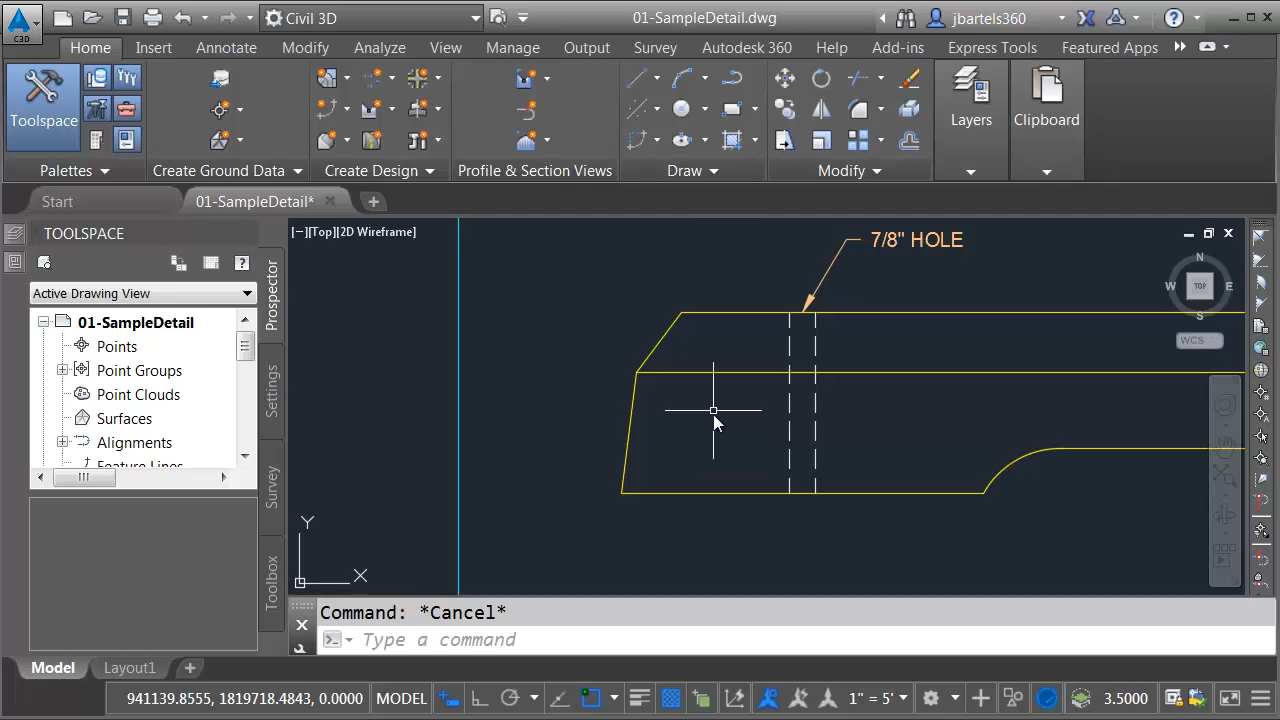 Civil 3D
01-SampleDetail.dwg
jbartels360
C3D
Home Insert Annotate Modify Analyze View Manage Output Survey Autodesk 360 Help Add-ins Express Tools Featured Apps
Toolspace
Layers
Clipboard
Palettes
Create Ground Data
Create Design
Profile & Section Views
Draw
Modify
Start
01-SampleDetail*
TOOLSPACE
Active Drawing View
01-SampleDetail
Points
Point Groups
Point Clouds
Surfaces
Alignments
Feature Lines
Prospector
Settings
Survey
Toolbox
[−][Top][2D Wireframe]
7/8" HOLE
N
W TOP E
S
WCS
Y
X
Command: *Cancel*
Type a command
Model Layout1
941139.8555, 1819718.4843, 0.0000 MODEL 1" = 5' 3.5000